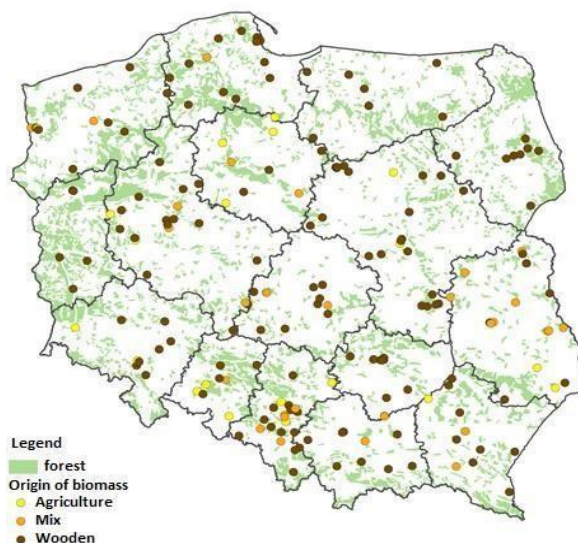 Legend
forest
Origin of biomass
Agriculture
Mix
Wooden